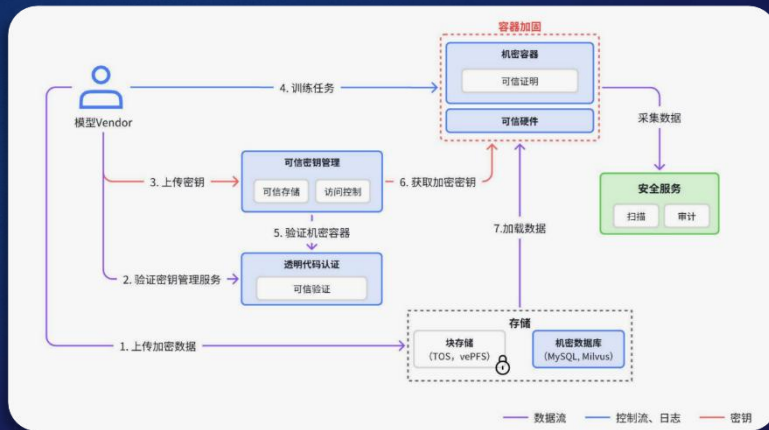 容器加固
机密容器
可信证明
可信硬件
4. 训练任务
模型Vendor
采集数据
可信密钥管理
可信存储
访问控制
3. 上传密钥
6. 获取加密密钥
安全服务
扫描
审计
5. 验证机密容器
7.加载数据
透明代码认证
可信验证
2. 验证密钥管理服务
存储
块存储
（TOS，vePFS）
机密数据库
（MySQL, Milvus）
1. 上传加密数据
数据流
控制流、日志
密钥